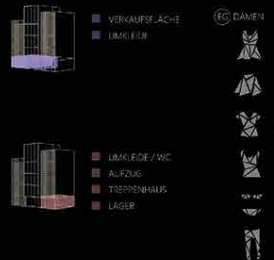 VERKAUFSFLÄCHE
UMKLEIDE
EG DAMEN
UMKLEIDE / WC
AUFZUG
TREPPENHAUS
LAGER